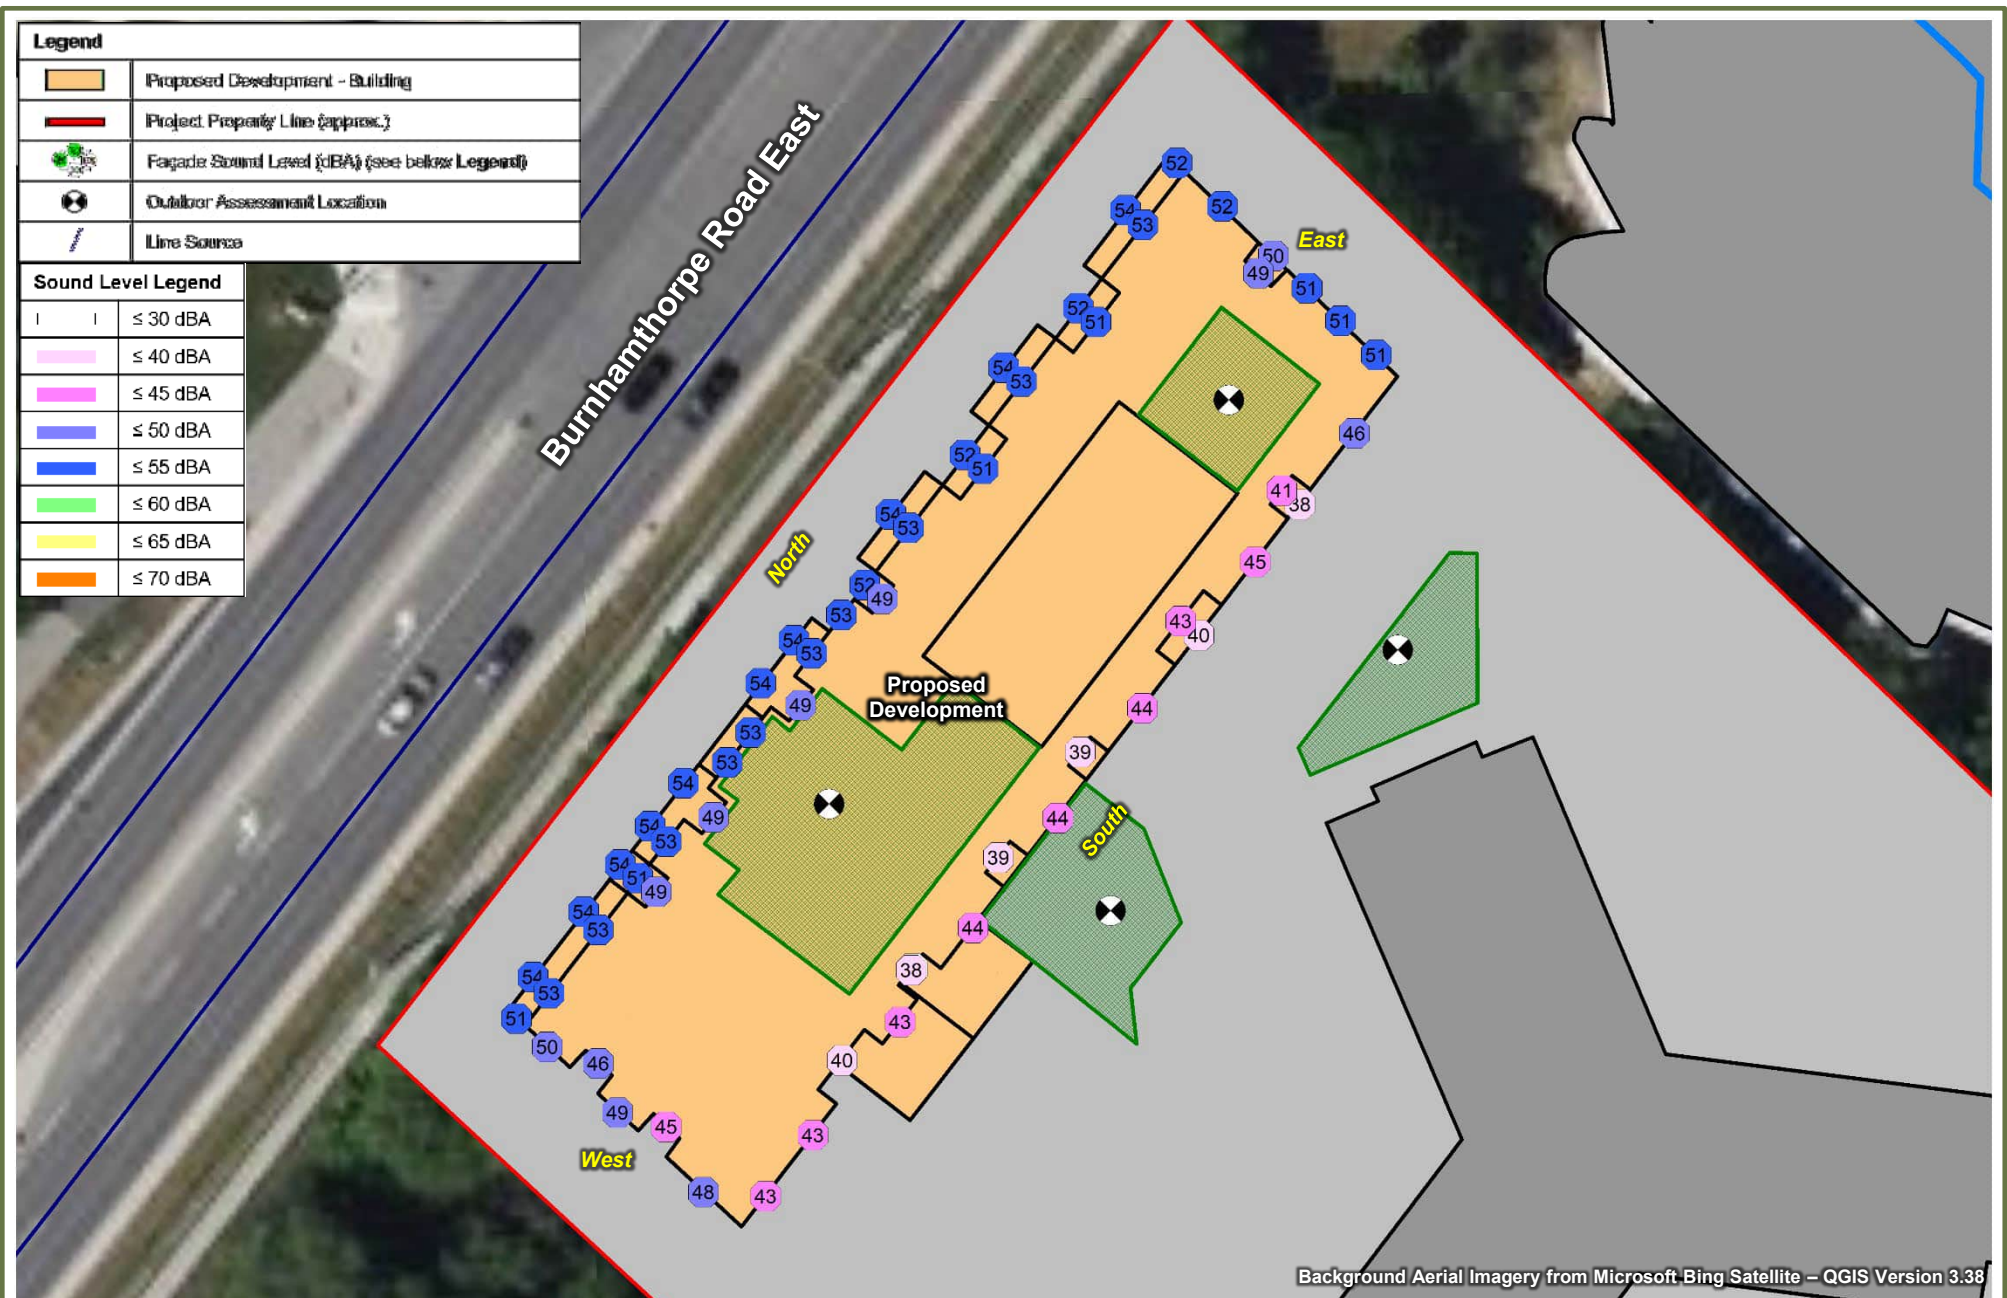 Legend
Proposed Development - Building
Project Property Line (approx.)
Façade Sound Level (dBA) (see below Legend)
Outdoor Assessment Location
Line Source
Sound Level Legend
≤ 30 dBA
≤ 40 dBA
≤ 45 dBA
≤ 50 dBA
≤ 55 dBA
≤ 60 dBA
≤ 65 dBA
≤ 70 dBA
Burnhamthorpe Road East
North
East
South
West
Proposed
Development
52
52
54
53
50
49
51
51
51
52
51
54
53
46
52
51
41
38
54
53
45
52
49
53
43
40
54
53
54
49
44
53
39
53
54
49
44
54
53
39
54
51
49
54
53
44
54
53
38
51
43
50
46
40
49
45
43
48
43
Background Aerial Imagery from Microsoft Bing Satellite – QGIS Version 3.38